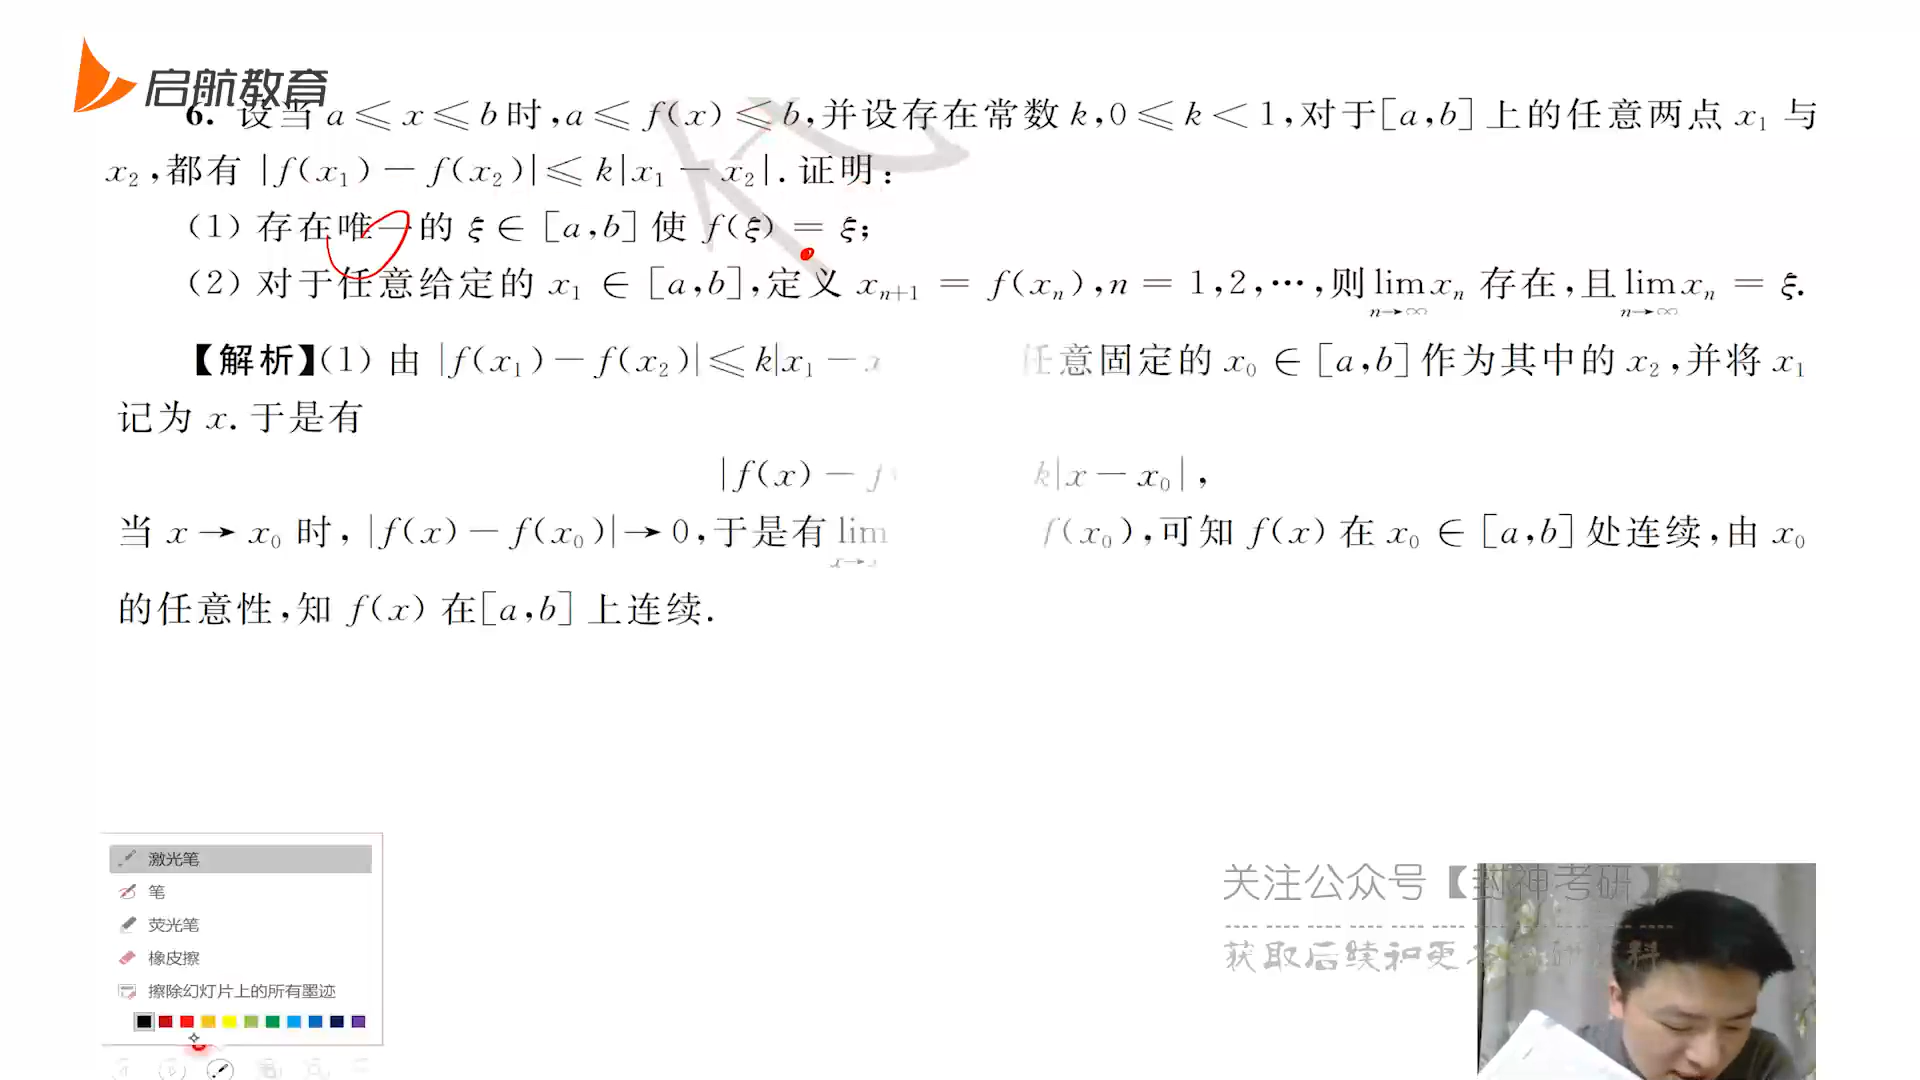 启航教育
6. 设当 a ⩽ x ⩽ b 时,a ⩽ f(x) ⩽ b,并设存在常数 k,0 ⩽ k < 1,对于[a,b]上的任意两点 x₁ 与
x₂,都有 |f(x₁) − f(x₂)| ⩽ k|x₁ − x₂|. 证明:
(1) 存在唯一的 ξ ∈ [a,b] 使 f(ξ) = ξ;
(2) 对于任意给定的 x₁ ∈ [a,b],定义 xₙ₊₁ = f(xₙ),n = 1,2,⋯,则 lim xₙ 存在,且 lim xₙ = ξ.
n→∞ n→∞
【解析】(1) 由 |f(x₁) − f(x₂)| ⩽ k|x₁ − x 任意固定的 x₀ ∈ [a,b] 作为其中的 x₂,并将 x₁
记为 x. 于是有
|f(x) − f k|x − x₀|,
当 x → x₀ 时,|f(x) − f(x₀)| → 0,于是有 lim f(x₀),可知 f(x) 在 x₀ ∈ [a,b] 处连续,由 x₀
x→
的任意性,知 f(x) 在[a,b] 上连续.
激光笔
笔
荧光笔
橡皮擦
擦除幻灯片上的所有墨迹
关注公众号【封神考研】
获取后续和更 研 料